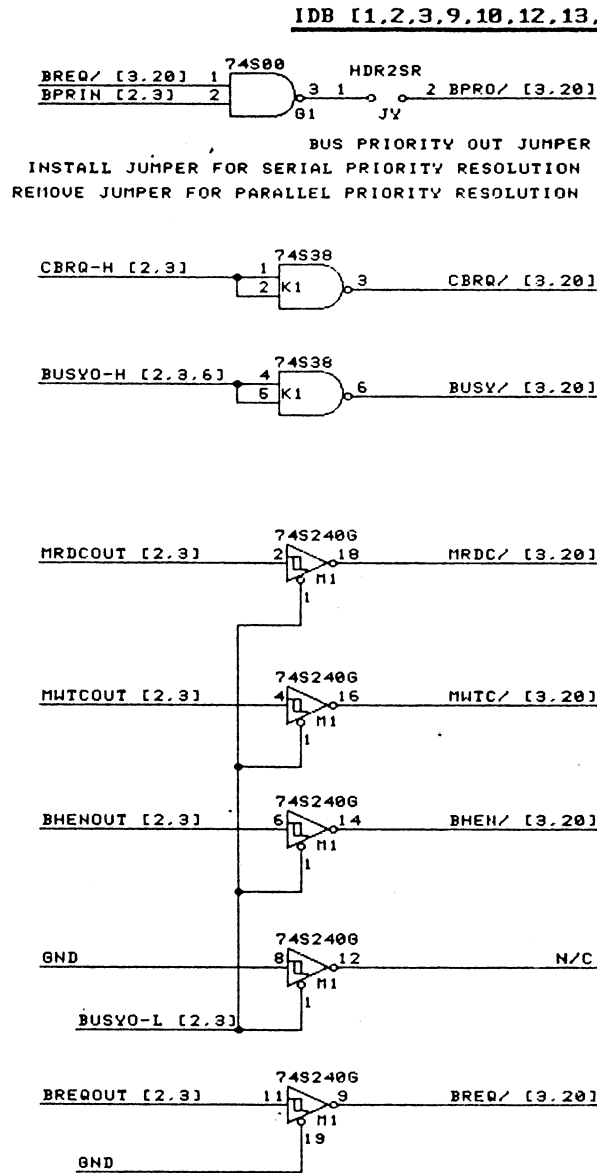 IDB [1,2,3,9,10,12,13,
74S00
HDR2SR
BREQ/ [3,20] 1
BPRIN [2,3] 2
3 1
2 BPRO/ [3,20]
G1
JY
BUS PRIORITY OUT JUMPER
INSTALL JUMPER FOR SERIAL PRIORITY RESOLUTION
REMOVE JUMPER FOR PARALLEL PRIORITY RESOLUTION
74S38
CBRQ-H [2,3] 1
2 K1
3 CBRQ/ [3,20]
74S38
BUSYO-H [2,3,6] 4
5 K1
6 BUSY/ [3,20]
74S240G
MRDCOUT [2,3] 2 18 MRDC/ [3,20]
M1
1
74S240G
MWTCOUT [2,3] 4 16 MWTC/ [3,20]
M1
1
74S240G
BHENOUT [2,3] 6 14 BHEN/ [3,20]
M1
1
74S240G
GND 8 12 N/C
M1
1
BUSYO-L [2,3]
74S240G
BREQOUT [2,3] 11 9 BREQ/ [3,20]
M1
19
GND